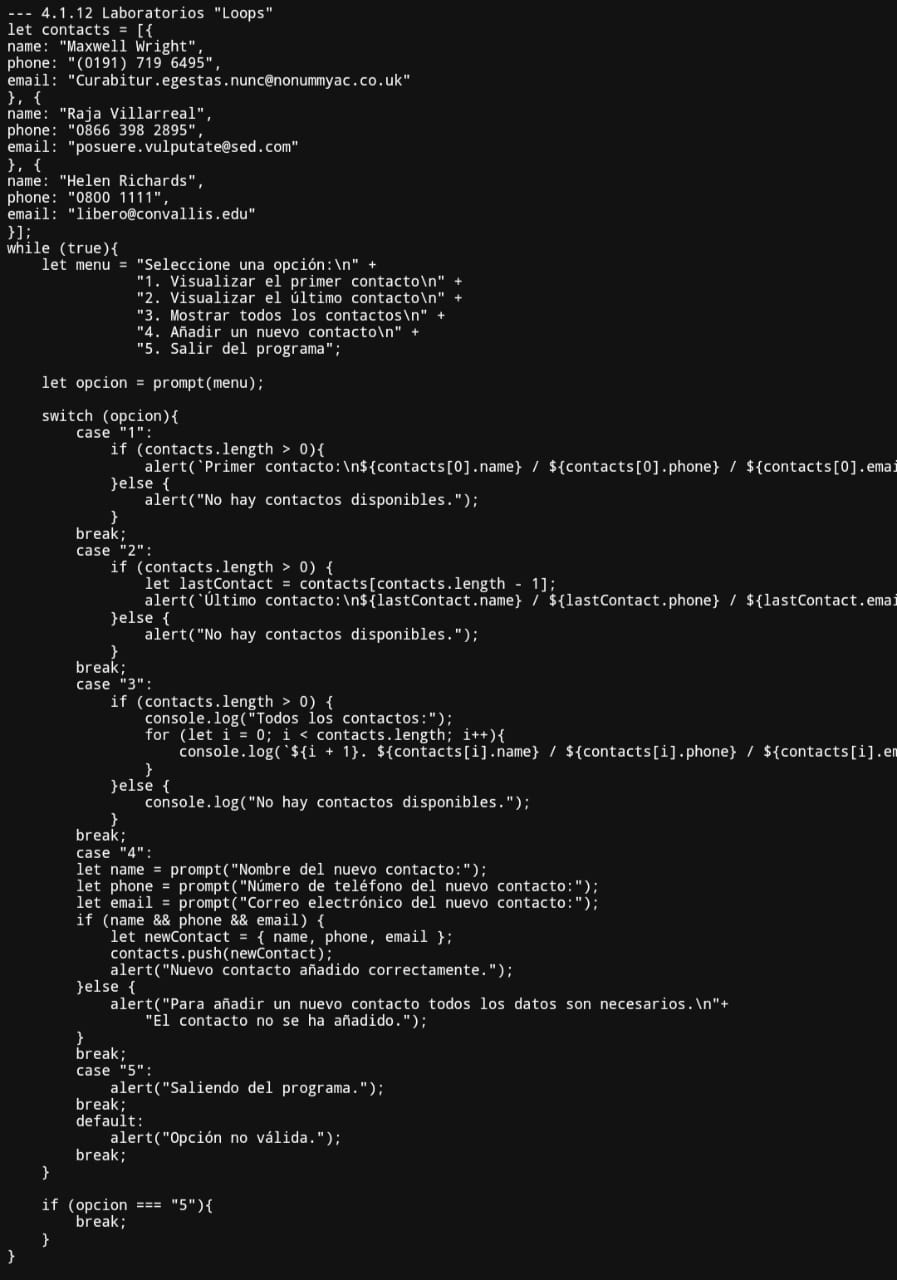 --- 4.1.12 Laboratorios "Loops"
let contacts = [{
name: "Maxwell Wright",
phone: "(0191) 719 6495",
email: "Curabitur.egestas.nunc@nonummyac.co.uk"
}, {
name: "Raja Villarreal",
phone: "0866 398 2895",
email: "posuere.vulputate@sed.com"
}, {
name: "Helen Richards",
phone: "0800 1111",
email: "libero@convallis.edu"
}];
while (true){
    let menu = "Seleccione una opción:\n" +
               "1. Visualizar el primer contacto\n" +
               "2. Visualizar el último contacto\n" +
               "3. Mostrar todos los contactos\n" +
               "4. Añadir un nuevo contacto\n" +
               "5. Salir del programa";

    let opcion = prompt(menu);

    switch (opcion){
        case "1":
            if (contacts.length > 0){
                alert(`Primer contacto:\n${contacts[0].name} / ${contacts[0].phone} / ${contacts[0].emai
            }else {
                alert("No hay contactos disponibles.");
            }
        break;
        case "2":
            if (contacts.length > 0) {
                let lastContact = contacts[contacts.length - 1];
                alert(`Último contacto:\n${lastContact.name} / ${lastContact.phone} / ${lastContact.emai
            }else {
                alert("No hay contactos disponibles.");
            }
        break;
        case "3":
            if (contacts.length > 0) {
                console.log("Todos los contactos:");
                for (let i = 0; i < contacts.length; i++){
                    console.log(`${i + 1}. ${contacts[i].name} / ${contacts[i].phone} / ${contacts[i].em
                }
            }else {
                console.log("No hay contactos disponibles.");
            }
        break;
        case "4":
        let name = prompt("Nombre del nuevo contacto:");
        let phone = prompt("Número de teléfono del nuevo contacto:");
        let email = prompt("Correo electrónico del nuevo contacto:");
        if (name && phone && email) {
            let newContact = { name, phone, email };
            contacts.push(newContact);
            alert("Nuevo contacto añadido correctamente.");
        }else {
            alert("Para añadir un nuevo contacto todos los datos son necesarios.\n"+
                "El contacto no se ha añadido.");
        }
        break;
        case "5":
            alert("Saliendo del programa.");
        break;
        default:
            alert("Opción no válida.");
        break;
    }

    if (opcion === "5"){
        break;
    }
}